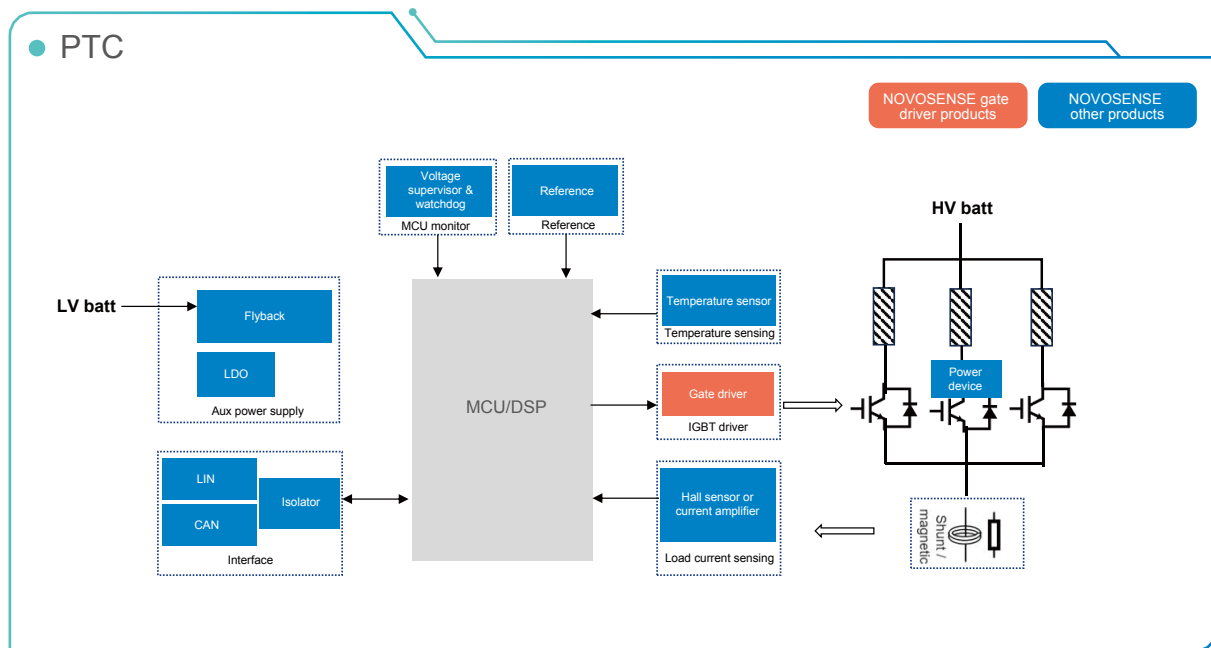 PTC
NOVOSENSE gate
driver products
NOVOSENSE
other products
Voltage
supervisor &
watchdog
MCU monitor
Reference
Reference
HV batt
LV batt
Flyback
LDO
Aux power supply
MCU/DSP
Temperature sensor
Temperature sensing
Gate driver
IGBT driver
Power
device
LIN
CAN
Isolator
Interface
Hall sensor or
current amplifier
Load current sensing
Shunt /
magnetic